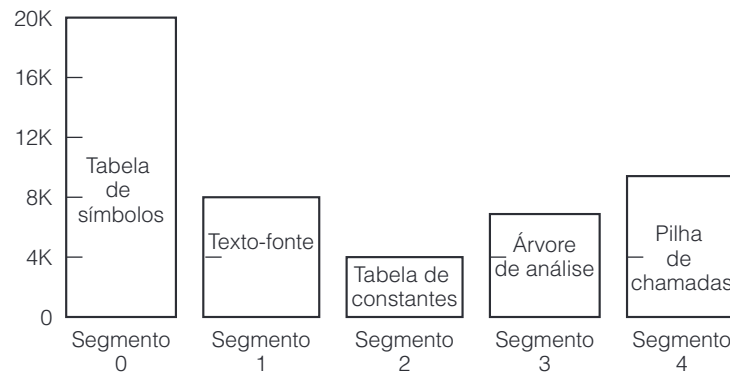 20K
16K
12K
8K
4K
0
Tabela
de
símbolos
Texto-fonte
Tabela de
constantes
Árvore
de análise
Pilha
de
chamadas
Segmento
0
Segmento
1
Segmento
2
Segmento
3
Segmento
4